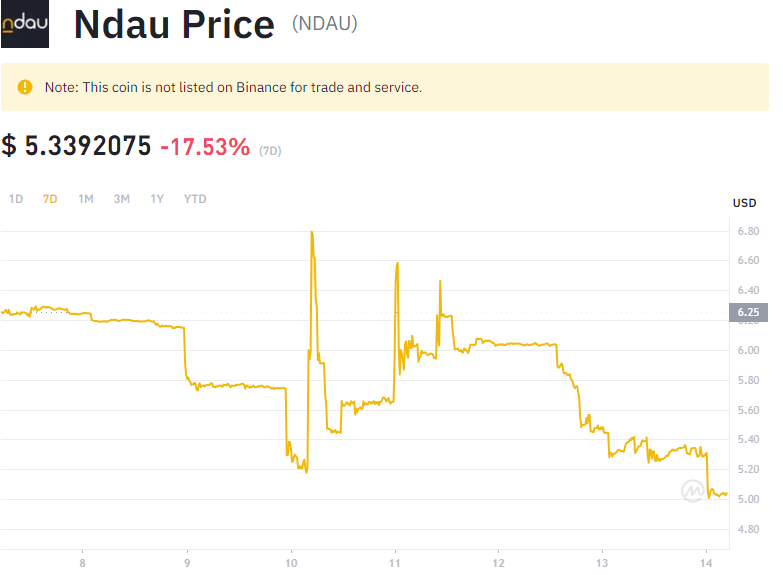 ndau
Ndau Price (NDAU)
Note: This coin is not listed on Binance for trade and service.
$ 5.3392075 -17.53% (7D)
1D 7D 1M 3M 1Y YTD
USD
6.80
6.60
6.40
6.25
6.00
5.80
5.60
5.40
5.20
5.00
4.80
8 9 10 11 12 13 14